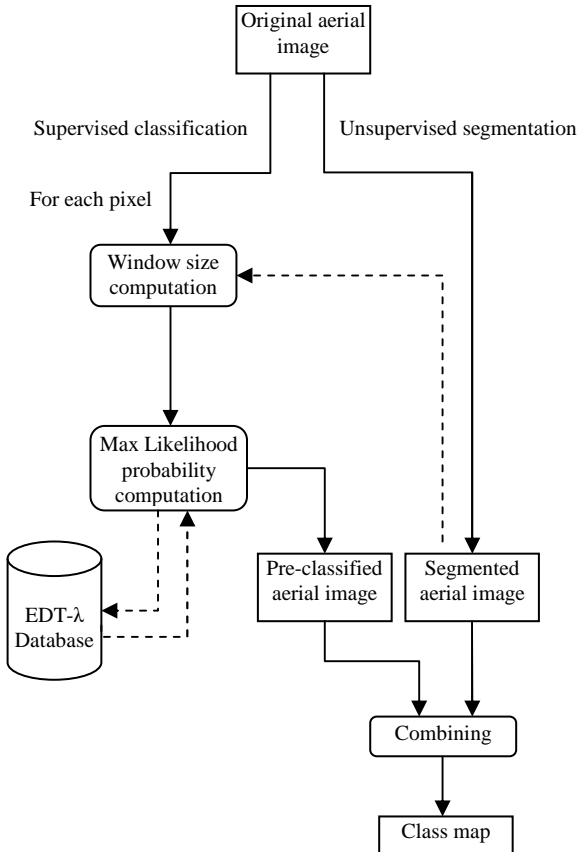 Original aerial
image
Supervised classification
Unsupervised segmentation
For each pixel
Window size
computation
Max Likelihood
probability
computation
Pre-classified
aerial image
Segmented
aerial image
EDT-λ
Database
Combining
Class map